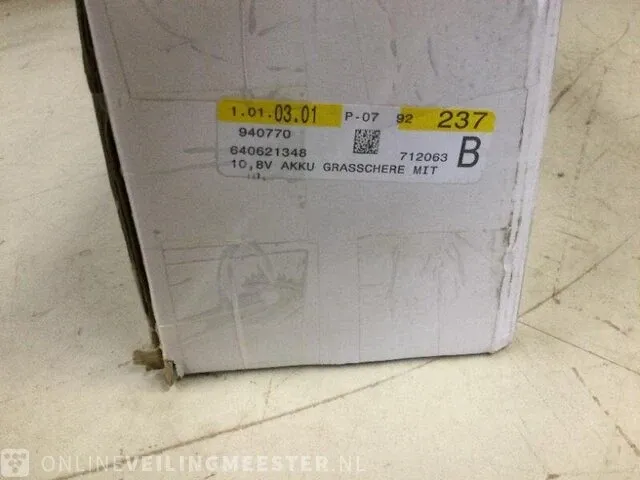 1.01.03.01 P-07 92 237
940770
640621348 712063 B
10,8V AKKU GRASSCHERE MIT
ONLINEVEILINGMEESTER.NL